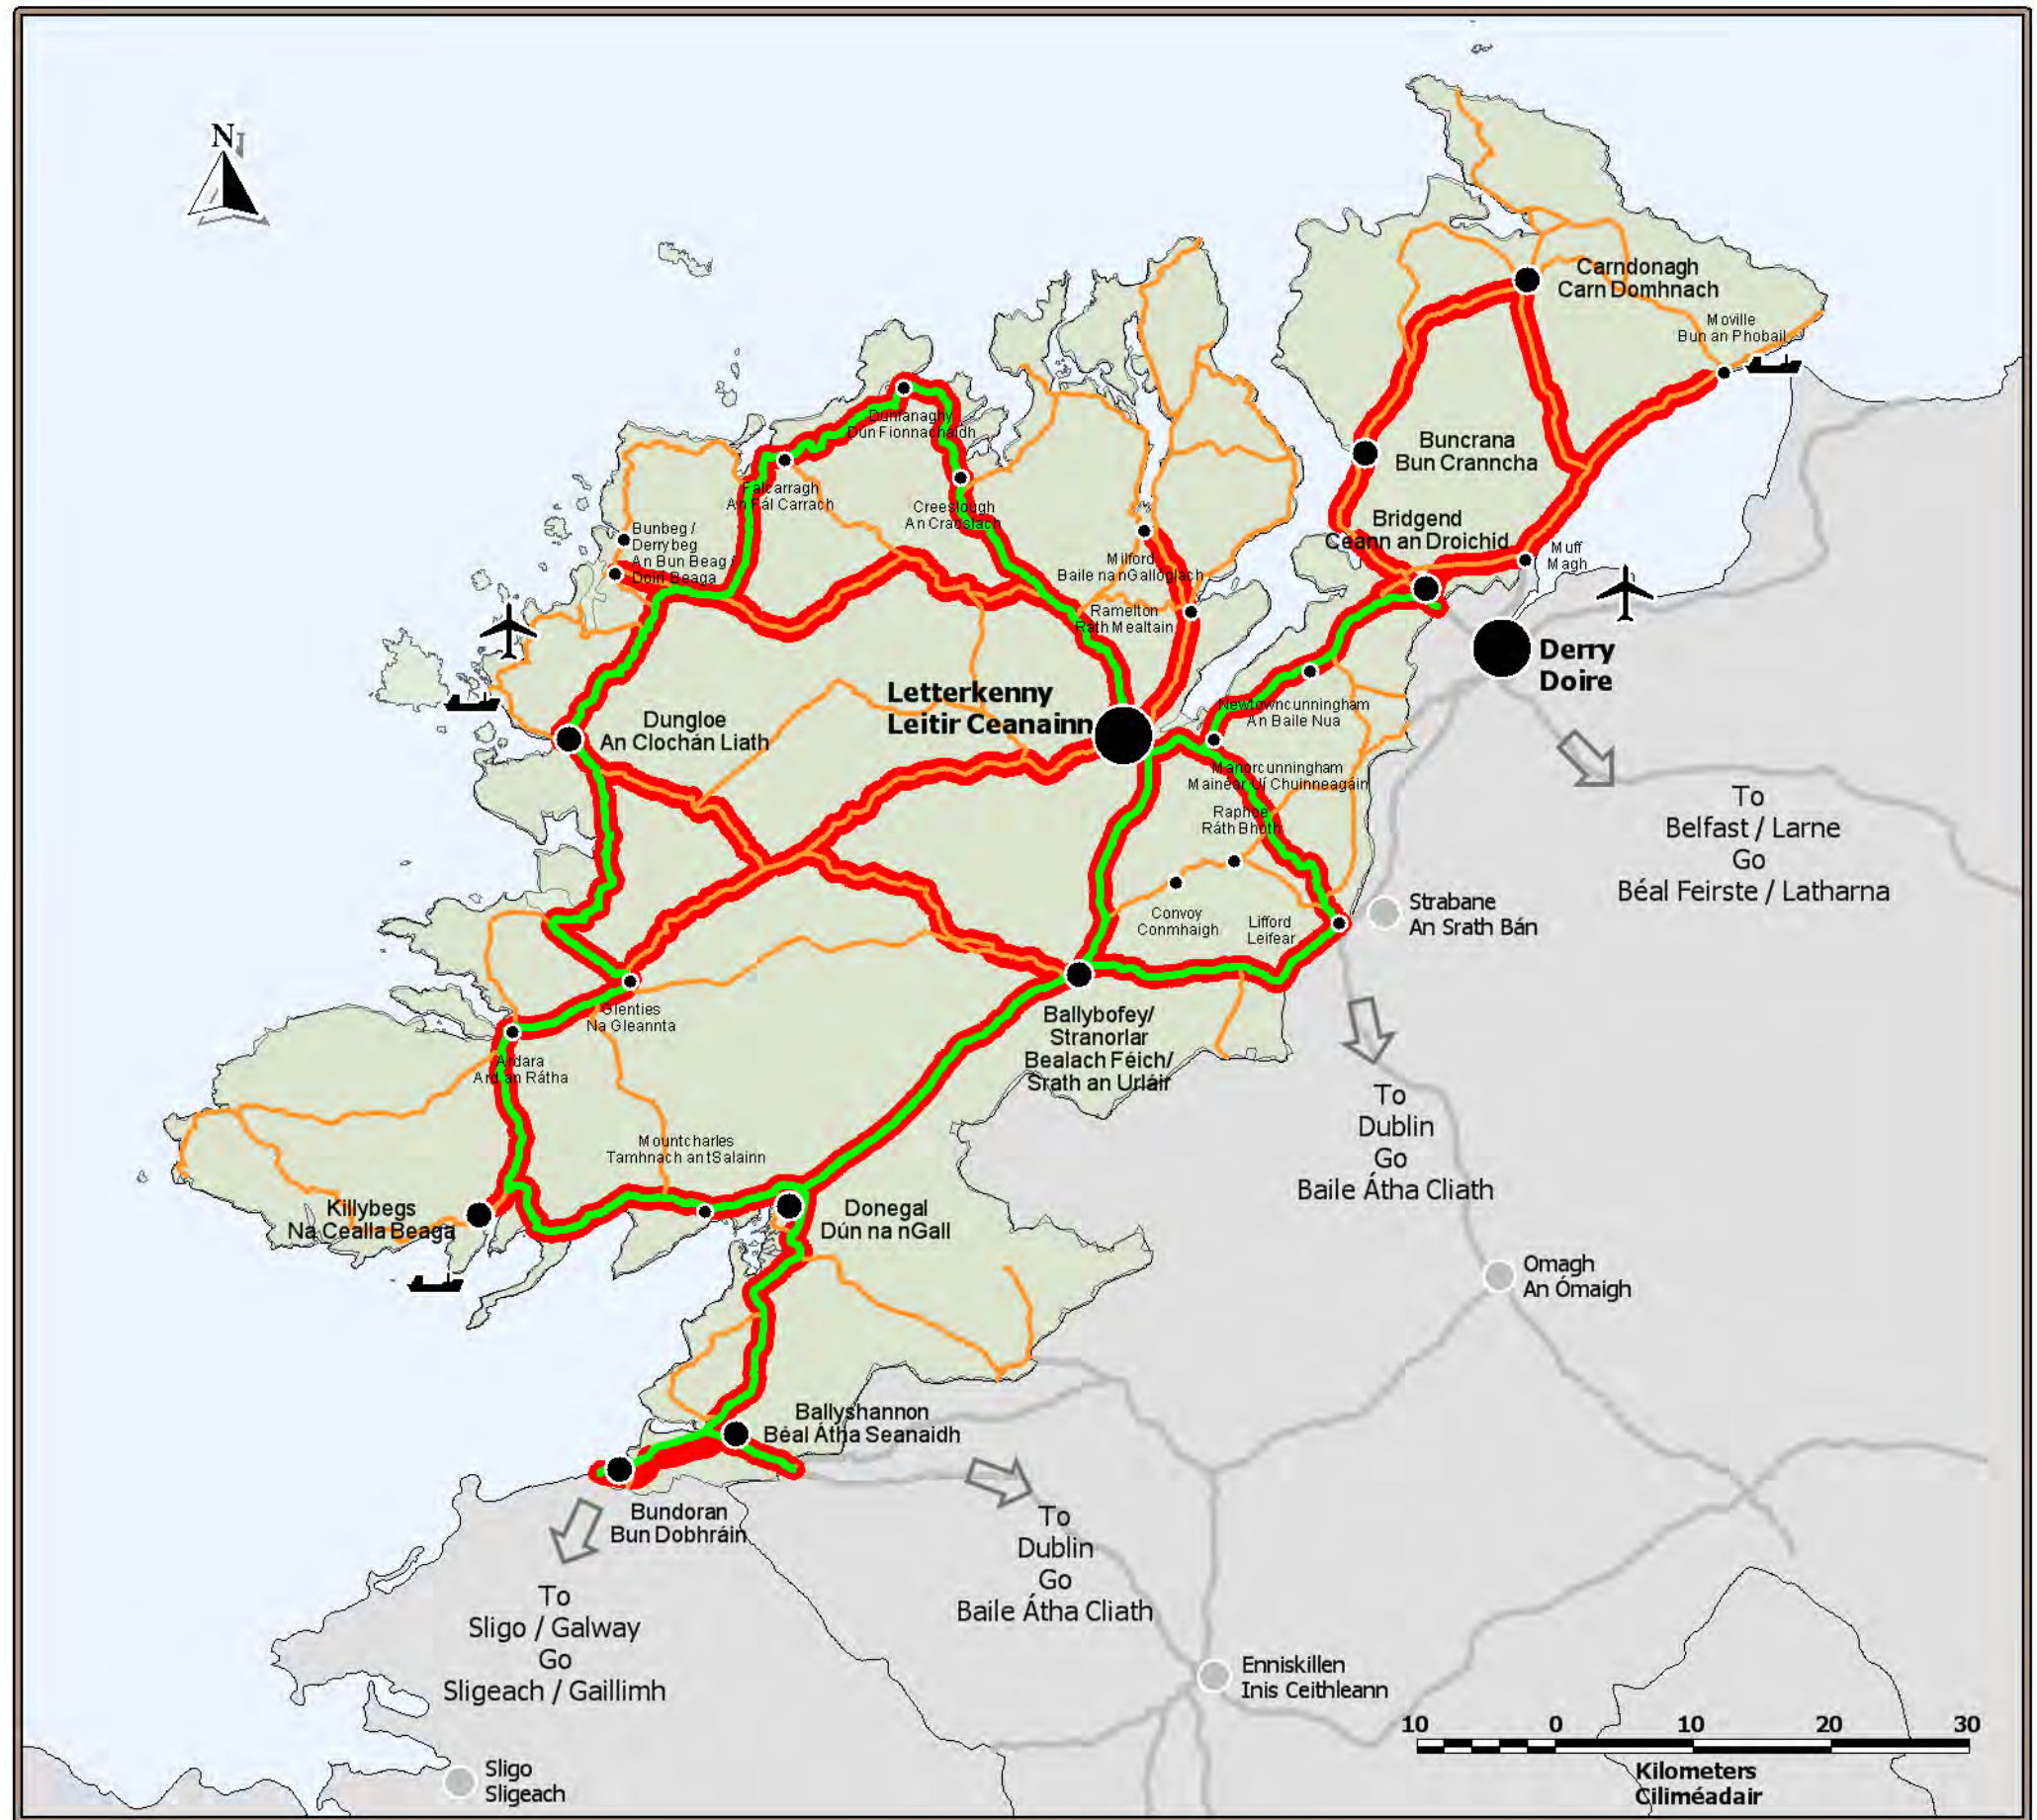 N
Carndonagh
Carn Domhnach
Moville
Bun an Phobail
Buncrana
Bun Cranncha
Dunfanaghy
Dún Fionnachaidh
Falcarragh
An Fál Carrach
Creeslough
An Craoslach
Bridgend
Ceann an Droichid
Muff
Magh
Bunbeg /
Derrybeg
An Bun Beag /
Doirí Beaga
Milford
Baile na nGallóglach
Ramelton
Ráth Mealtain
Derry
Doire
Letterkenny
Leitir Ceanainn
Newtowncunningham
An Baile Nua
Dungloe
An Clochán Liath
Manorcunningham
Mainéar Uí Chuinneagáin
Raphoe
Ráth Bhoth
To
Belfast / Larne
Go
Béal Feirste / Latharna
Convoy
Conmhaigh
Lifford
Leifear
Strabane
An Srath Bán
Glenties
Na Gleannta
Ballybofey/
Stranorlar
Bealach Féich/
Srath an Urláir
Ardara
Ard an Rátha
To
Dublin
Go
Baile Átha Cliath
Mountcharles
Tamhnach an tSalainn
Killybegs
Na Cealla Beaga
Donegal
Dún na nGall
Omagh
An Ómaigh
Ballyshannon
Béal Átha Seanaidh
Bundoran
Bun Dobhráin
To
Dublin
Go
Baile Átha Cliath
To
Sligo / Galway
Go
Sligeach / Gaillimh
Enniskillen
Inis Ceithleann
Sligo
Sligeach
10 0 10 20 30
Kilometers
Ciliméadair